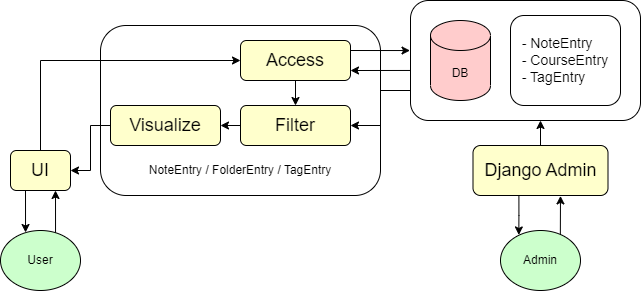 Access
DB
- NoteEntry
- CourseEntry
- TagEntry
Visualize
Filter
UI
NoteEntry / FolderEntry / TagEntry
Django Admin
User
Admin